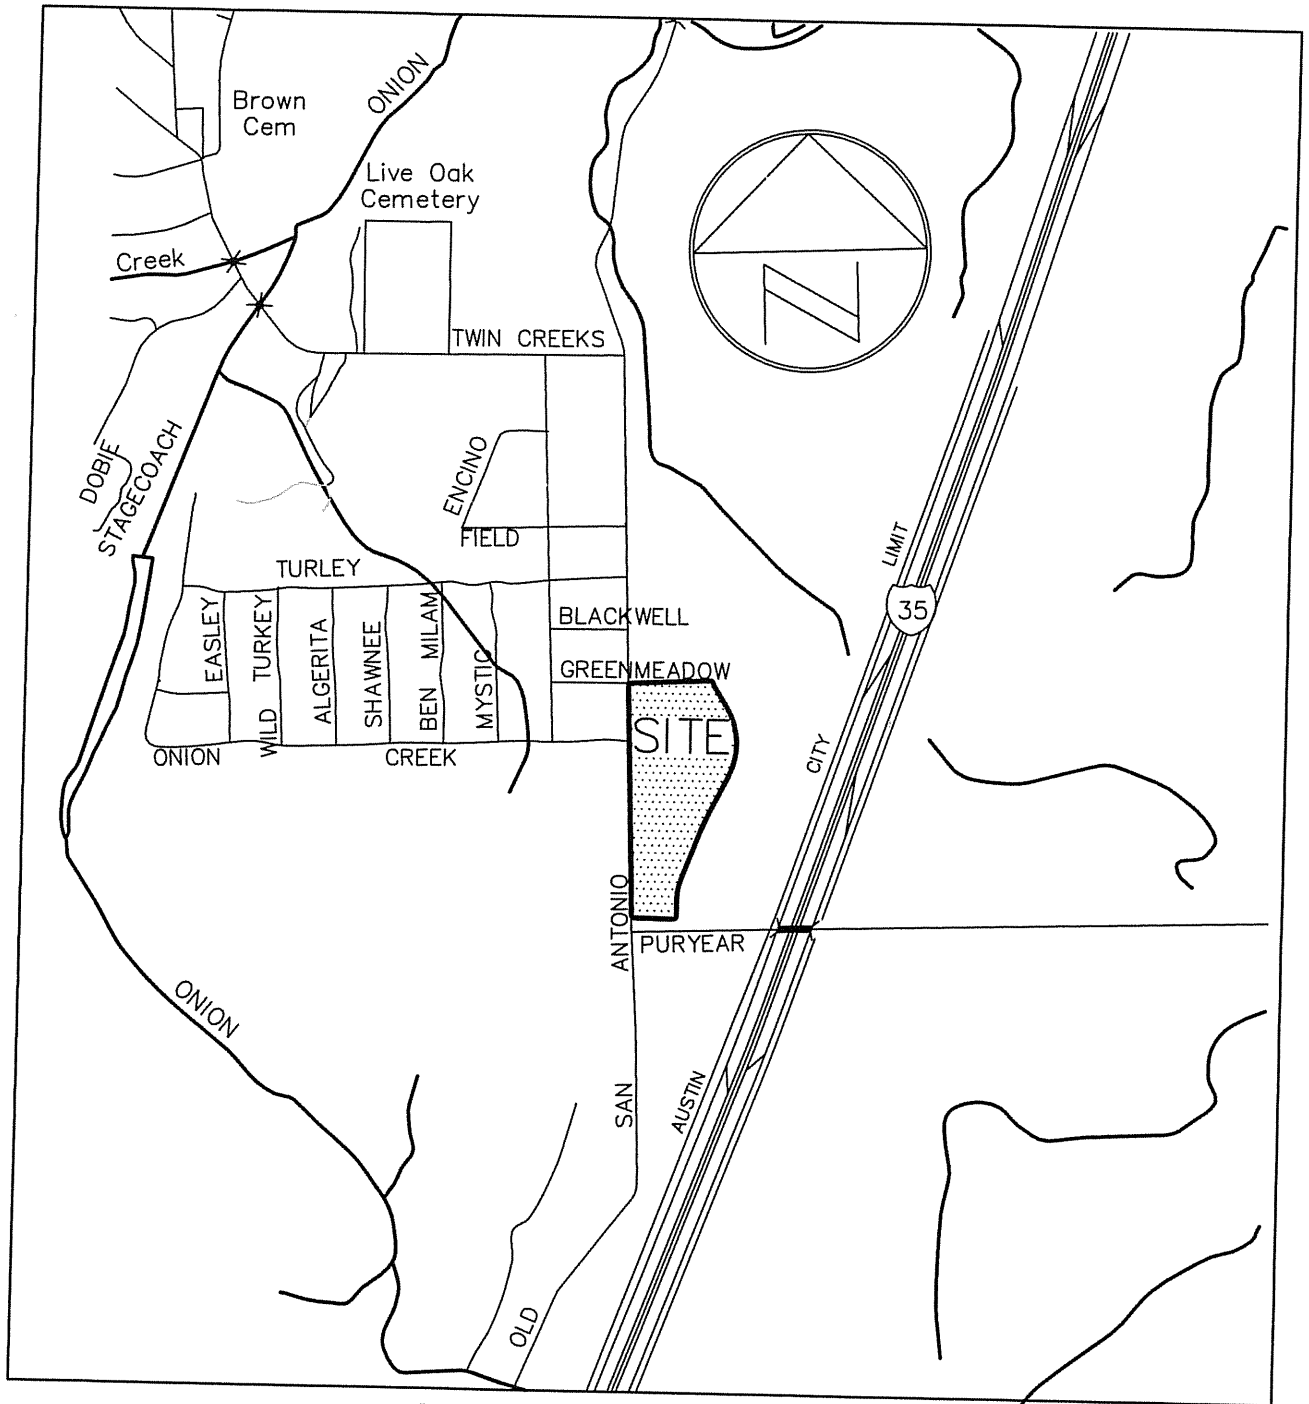 ONION
Brown
Cem
Live Oak
Cemetery
Creek
N
TWIN CREEKS
DOBIE
STAGECOACH
ENCINO
FIELD
LIMIT
TURLEY
35
EASLEY
WILD TURKEY
ALGERITA
SHAWNEE
BEN MILAM
MYSTIC
BLACKWELL
GREENMEADOW
SITE
ONION CREEK
CITY
ANTONIO
PURYEAR
ONION
SAN
AUSTIN
OLD